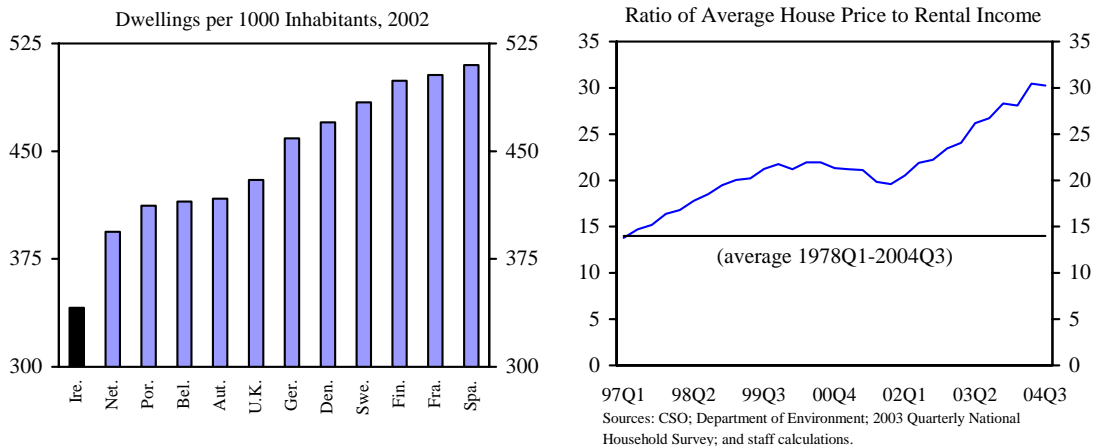 Dwellings per 1000 Inhabitants, 2002
525
450
375
300
525
450
375
300
Ire.
Net.
Por.
Bel.
Aut.
U.K.
Ger.
Den.
Swe.
Fin.
Fra.
Spa.
Ratio of Average House Price to Rental Income
35
30
25
20
15
10
5
0
35
30
25
20
15
10
5
0
(average 1978Q1-2004Q3)
97Q1 98Q2 99Q3 00Q4 02Q1 03Q2 04Q3
Sources: CSO; Department of Environment; 2003 Quarterly National
Household Survey; and staff calculations.